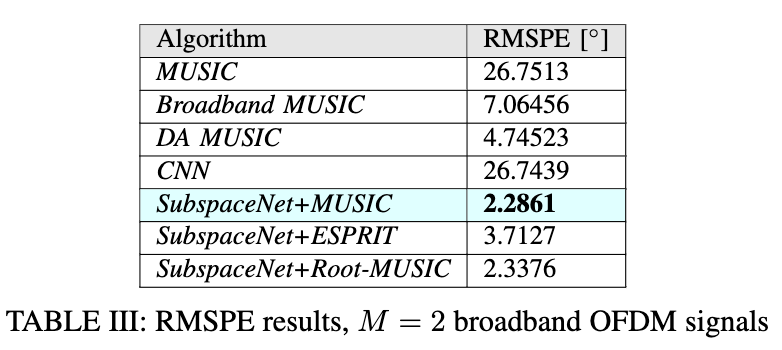 Algorithm RMSPE [°]
MUSIC 26.7513
Broadband MUSIC 7.06456
DA MUSIC 4.74523
CNN 26.7439
SubspaceNet+MUSIC 2.2861
SubspaceNet+ESPRIT 3.7127
SubspaceNet+Root-MUSIC 2.3376
TABLE III: RMSPE results, M = 2 broadband OFDM signals